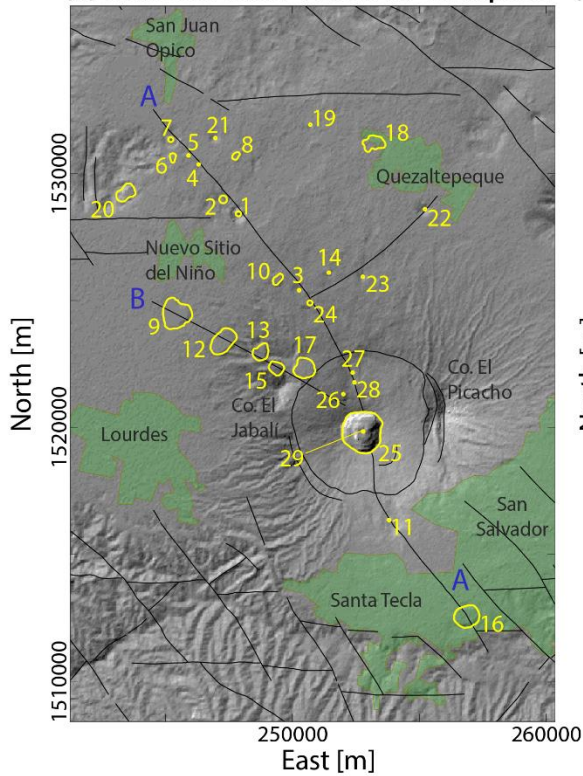 San Juan
Opico
A
7
5
21
19
18
6
4
8
Quezaltepeque
1530000
20
2
1
22
Nuevo Sitio
del Niño
14
10
3
23
B
24
9
12
13
17
27
Co. El
Picacho
15
28
26
Co. El
Jabalí
North [m]
1520000
Lourdes
29
25
San
Salvador
11
A
Santa Tecla
16
1510000
250000
260000
East [m]